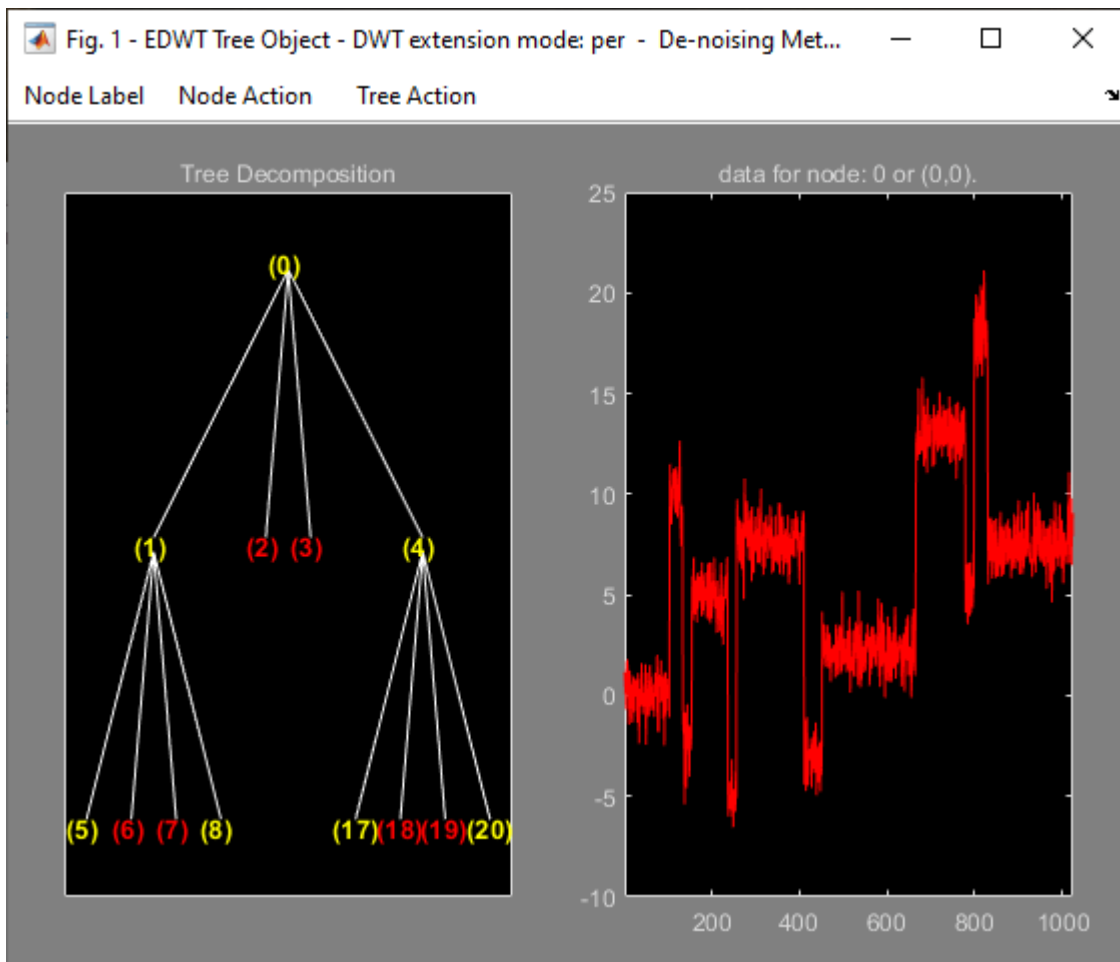 Fig. 1 - EDWT Tree Object - DWT extension mode: per - De-noising Met...
Node Label Node Action Tree Action
Tree Decomposition
(0)
(1) (2) (3) (4)
(5) (6) (7) (8) (17) (18) (19) (20)
data for node: 0 or (0,0).
25
20
15
10
5
0
-5
-10
200 400 600 800 1000